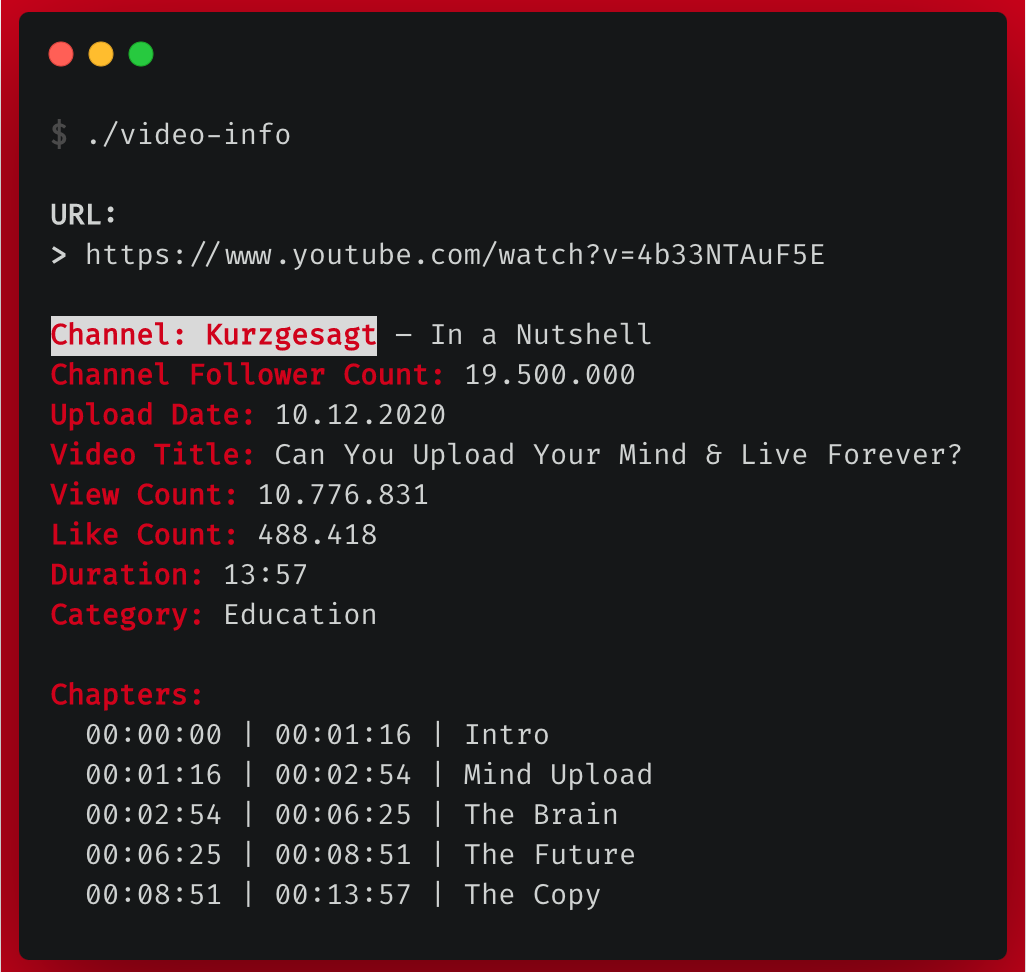 $ ./video-info
URL:
> https://www.youtube.com/watch?v=4b33NTAuF5E
Channel: Kurzgesagt – In a Nutshell
Channel Follower Count: 19.500.000
Upload Date: 10.12.2020
Video Title: Can You Upload Your Mind & Live Forever?
View Count: 10.776.831
Like Count: 488.418
Duration: 13:57
Category: Education
Chapters:
00:00:00 | 00:01:16 | Intro
00:01:16 | 00:02:54 | Mind Upload
00:02:54 | 00:06:25 | The Brain
00:06:25 | 00:08:51 | The Future
00:08:51 | 00:13:57 | The Copy